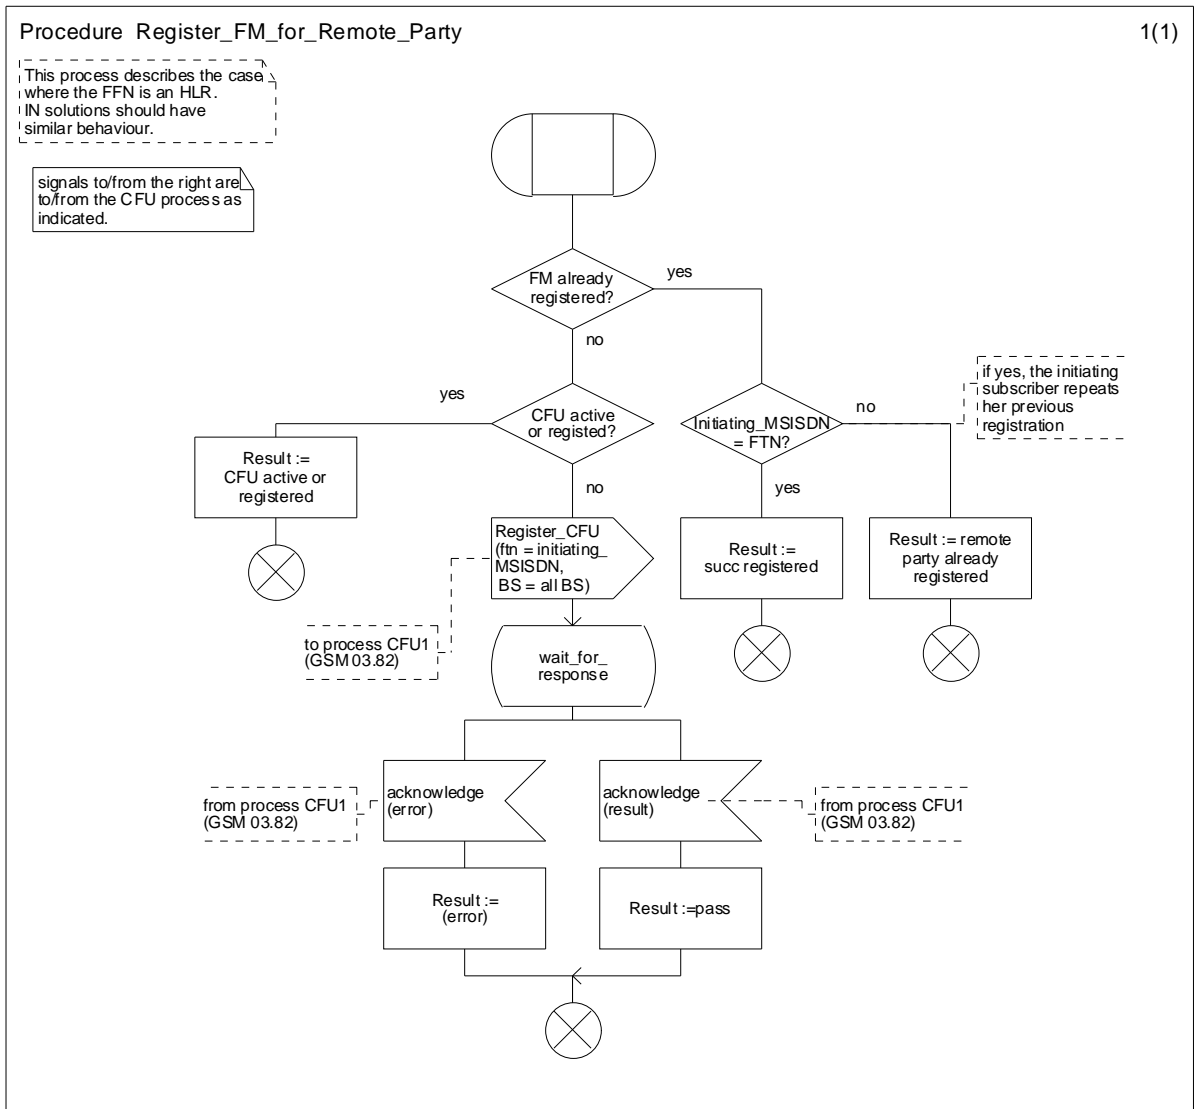 Procedure Register_FM_for_Remote_Party
1(1)
This process describes the case
where the FFN is an HLR.
IN solutions should have
similar behaviour.
signals to/from the right are
to/from the CFU process as
indicated.
FM already
registered?
yes
no
if yes, the initiating
subscriber repeats
her previous
registration
yes
CFU active
or registed?
Initiating_MSISDN
= FTN?
no
Result :=
CFU active or
registered
no
yes
Register_CFU
(ftn = initiating_
MSISDN,
BS = all BS)
Result :=
succ registered
Result := remote
party already
registered
to process CFU1
(GSM 03.82)
wait_for_
response
from process CFU1
(GSM 03.82)
acknowledge
(error)
acknowledge
(result)
from process CFU1
(GSM 03.82)
Result :=
(error)
Result :=pass